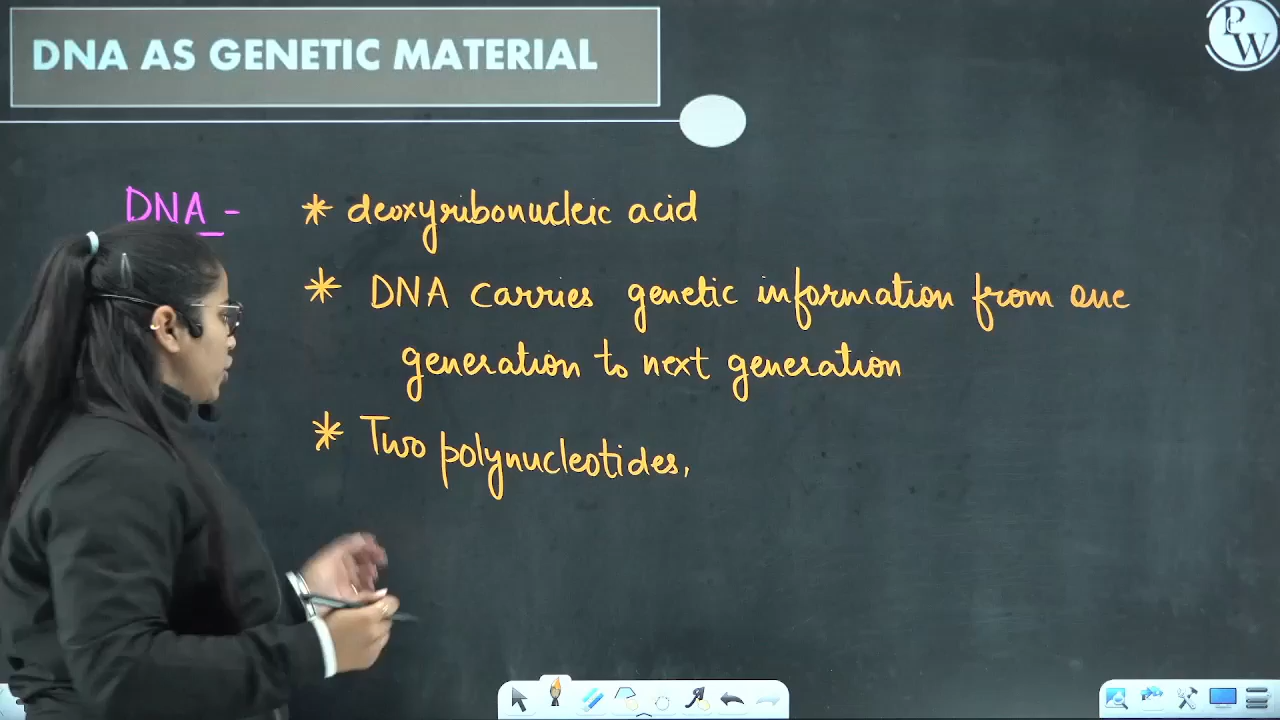 DNA AS GENETIC MATERIAL
PW
DNA - * deoxyribonucleic acid
* DNA carries genetic information from one
generation to next generation
* Two polynucleotides,